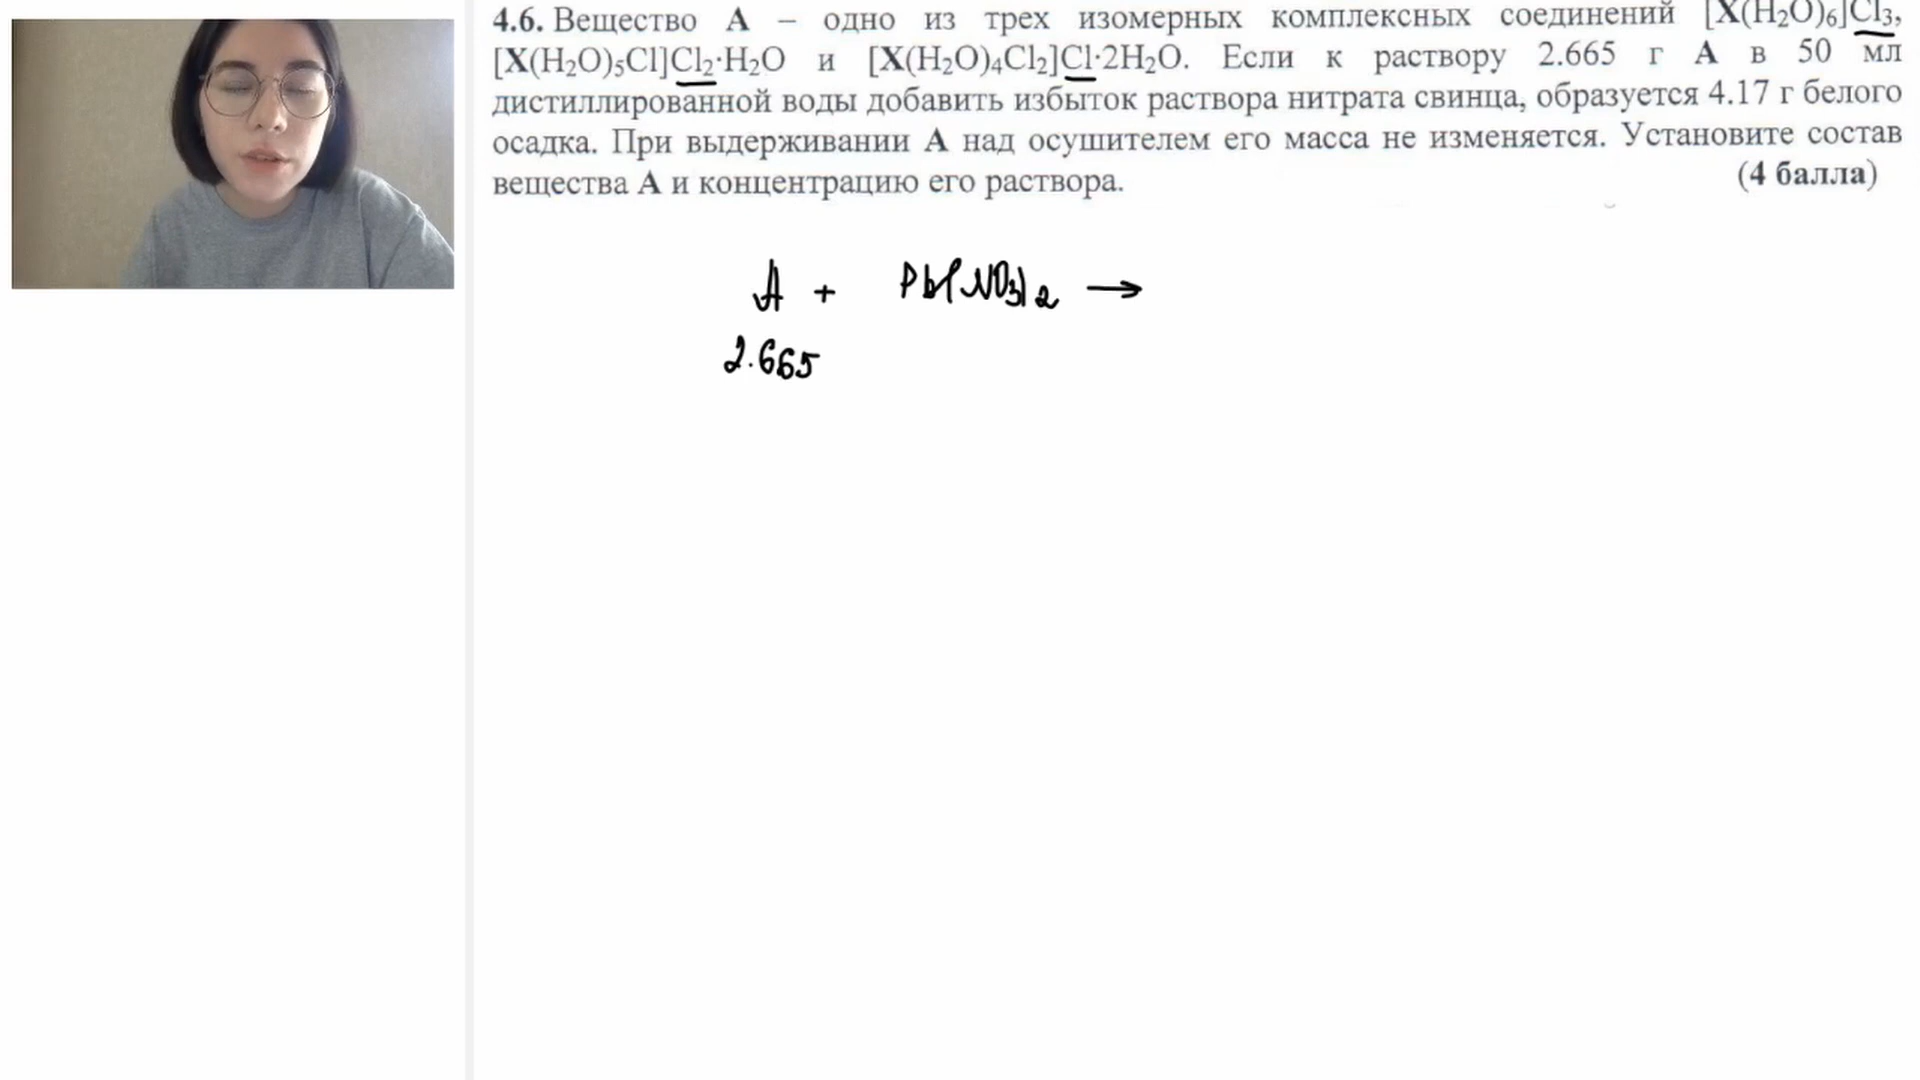 4.6. Вещество А – одно из трех изомерных комплексных соединений [X(H₂O)₆]Cl₃,
[X(H₂O)₅Cl]Cl₂·H₂O и [X(H₂O)₄Cl₂]Cl·2H₂O. Если к раствору 2.665 г А в 50 мл
дистиллированной воды добавить избыток раствора нитрата свинца, образуется 4.17 г белого
осадка. При выдерживании А над осушителем его масса не изменяется. Установите состав
вещества А и концентрацию его раствора.
(4 балла)
A + Pb(NO₃)₂ →
2.665